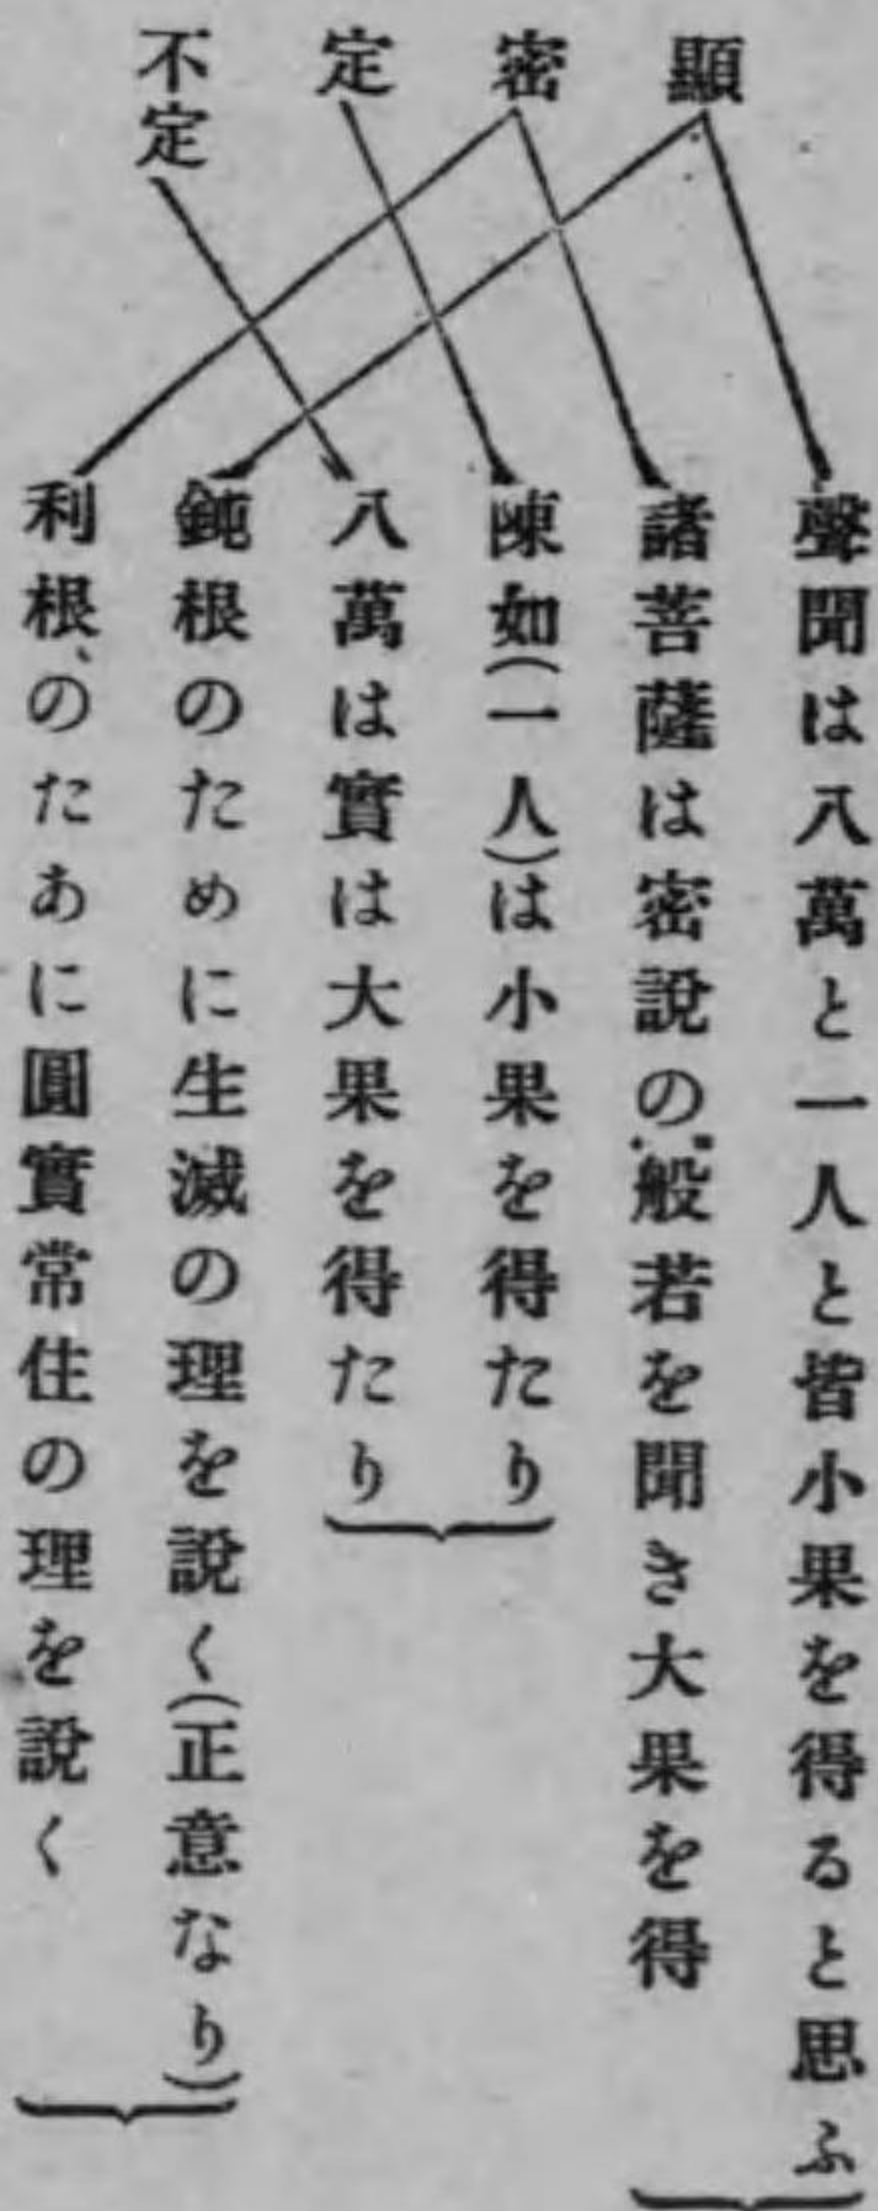 顯
密
定
不定
聲聞は八萬と一人と皆小果を得ると思ふ
諸菩薩は密說の般若を聞き大果を得
陳如(一人)は小果を得たり
八萬は實は大果を得たり
鈍根のために生滅の理を說く(正意なり)
利根、のたあに圓實常住の理を說く